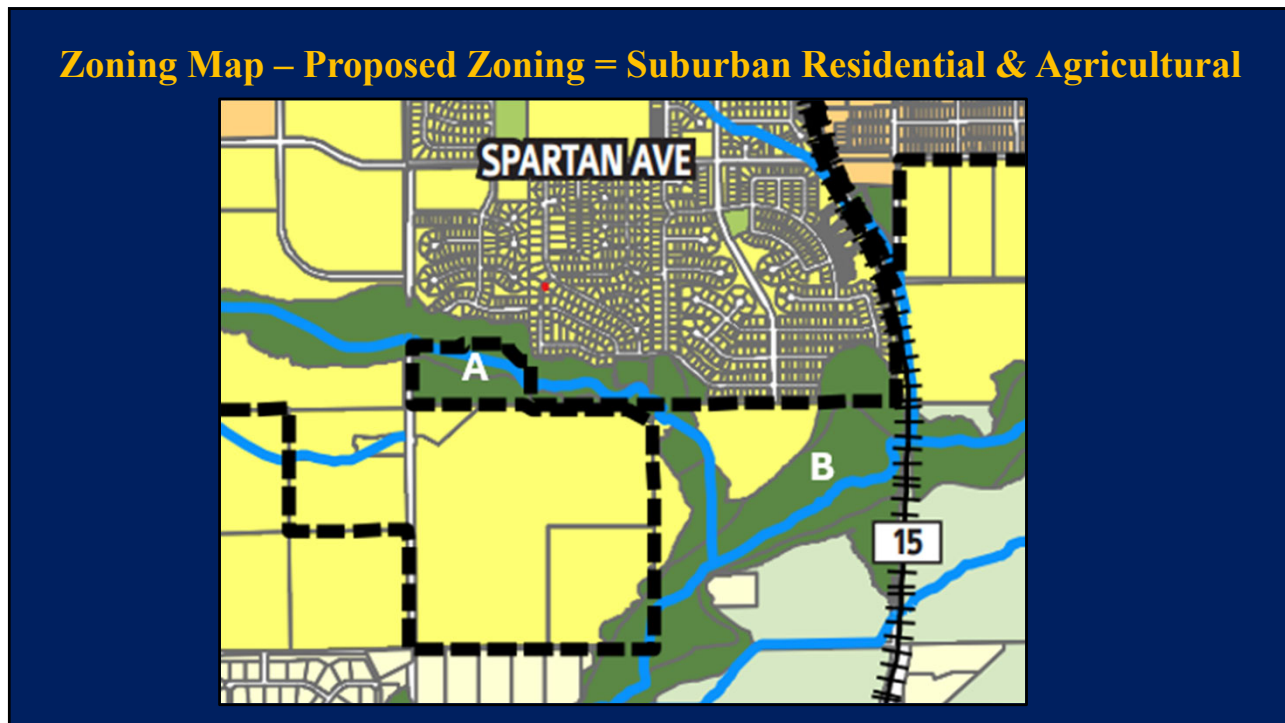 Zoning Map – Proposed Zoning = Suburban Residential & Agricultural
SPARTAN AVE
A
B
15